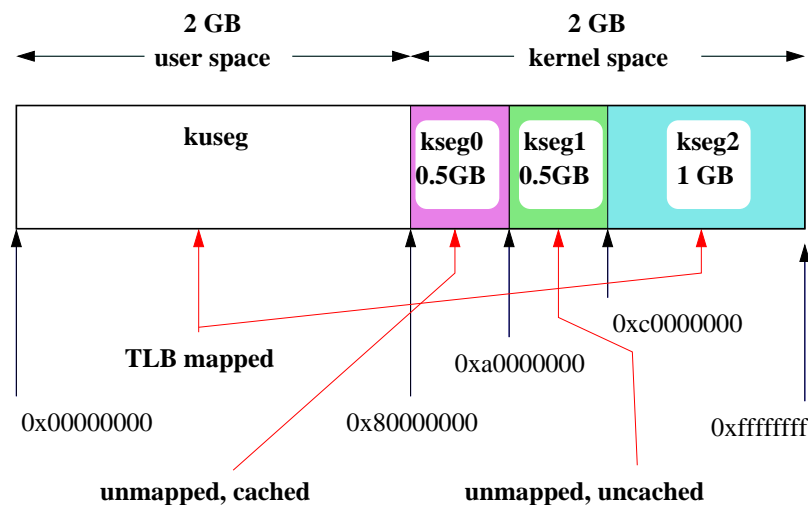 2 GB
user space
2 GB
kernel space
kuseg
kseg0
0.5GB
kseg1
0.5GB
kseg2
1 GB
0xc0000000
TLB mapped
0xa0000000
0x00000000
0x80000000
0xffffffff
unmapped, cached
unmapped, uncached